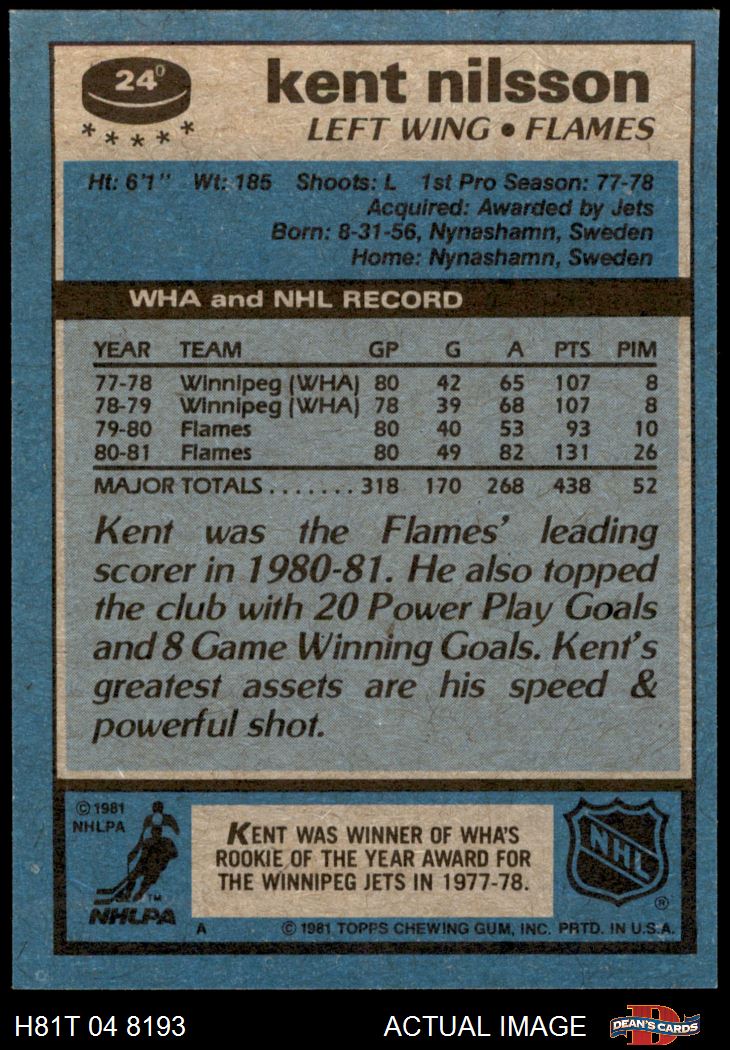 24
kent nilsson
LEFT WING • FLAMES
Ht: 6'1" Wt: 185 Shoots: L 1st Pro Season: 77-78
Acquired: Awarded by Jets
Born: 8-31-56, Nynashamn, Sweden
Home: Nynashamn, Sweden
WHA and NHL RECORD
YEAR TEAM GP G A PTS PIM
77-78 Winnipeg (WHA) 80 42 65 107 8
78-79 Winnipeg (WHA) 78 39 68 107 8
79-80 Flames 80 40 53 93 10
80-81 Flames 80 49 82 131 26
MAJOR TOTALS ....... 318 170 268 438 52
Kent was the Flames' leading
scorer in 1980-81. He also topped
the club with 20 Power Play Goals
and 8 Game Winning Goals. Kent's
greatest assets are his speed &
powerful shot.
© 1981
NHLPA
TM
NHLPA
KENT WAS WINNER OF WHA'S
ROOKIE OF THE YEAR AWARD FOR
THE WINNIPEG JETS IN 1977-78.
NHL
®
A © 1981 TOPPS CHEWING GUM, INC. PRTD. IN U.S.A.
H81T 04 8193 ACTUAL IMAGE DEAN'S CARDS